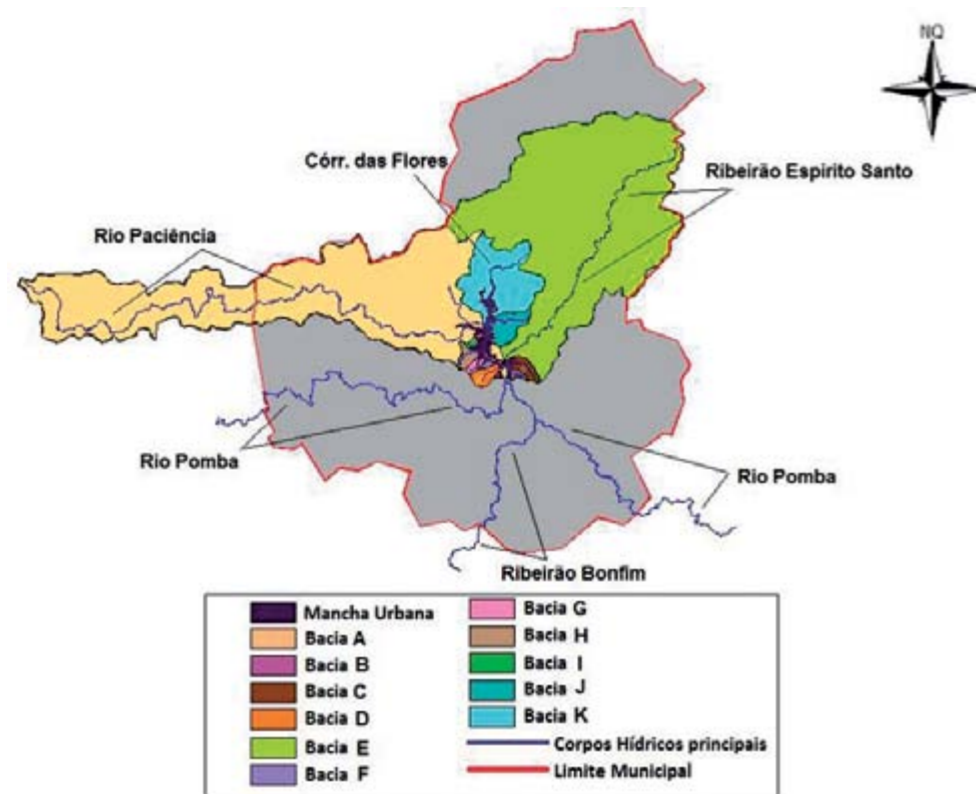 NQ
Córr. das Flores
Ribeirão Espirito Santo
Rio Paciência
Rio Pomba
Rio Pomba
Ribeirão Bonfim
Mancha Urbana
Bacia A
Bacia B
Bacia C
Bacia D
Bacia E
Bacia F
Bacia G
Bacia H
Bacia I
Bacia J
Bacia K
Corpos Hídricos principais
Limite Municipal